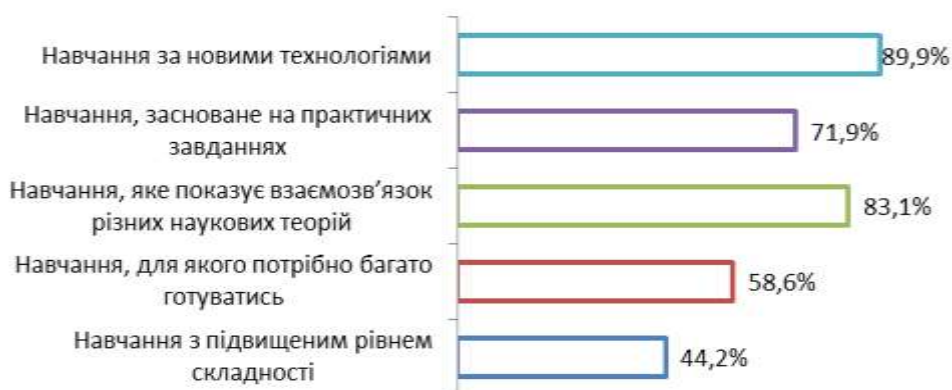 Навчання за новими технологіями
89,9%
Навчання, засноване на практичних
завданнях
71,9%
Навчання, яке показує взаємозв’язок
різних наукових теорій
83,1%
Навчання, для якого потрібно багато
готуватись
58,6%
Навчання з підвищеним рівнем
складності
44,2%